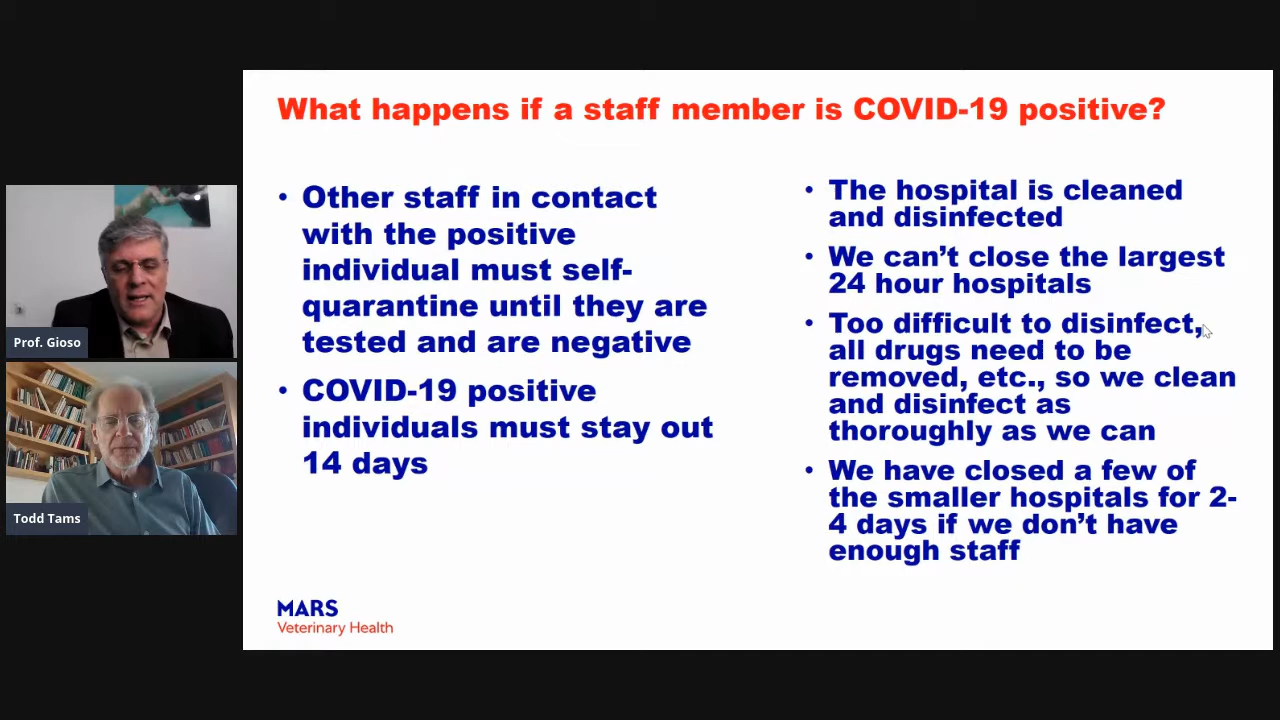 What happens if a staff member is COVID-19 positive?
• Other staff in contact
with the positive
individual must self-
quarantine until they are
tested and are negative
• COVID-19 positive
individuals must stay out
14 days
• The hospital is cleaned
and disinfected
• We can’t close the largest
24 hour hospitals
• Too difficult to disinfect,
all drugs need to be
removed, etc., so we clean
and disinfect as
thoroughly as we can
• We have closed a few of
the smaller hospitals for 2-
4 days if we don’t have
enough staff
MARS
Veterinary Health
Prof. Gioso
Todd Tams